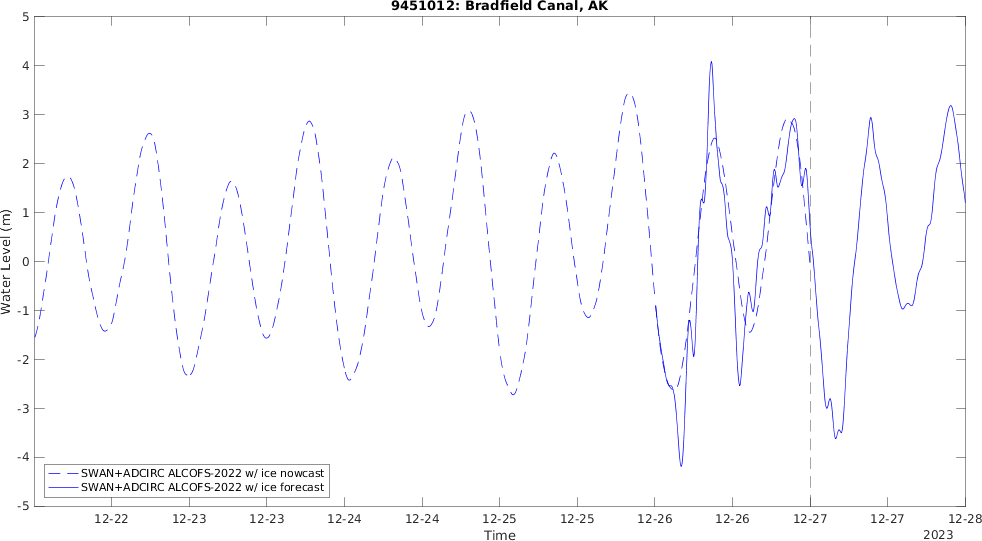 9451012: Bradfield Canal, AK
5
4
3
2
1
0
-1
-2
-3
-4
-5
Water Level (m)
SWAN+ADCIRC ALCOFS-2022 w/ ice nowcast
SWAN+ADCIRC ALCOFS-2022 w/ ice forecast
12-22 12-23 12-23 12-24 12-24 12-25 12-25 12-26 12-26 12-27 12-27 12-28
Time
2023